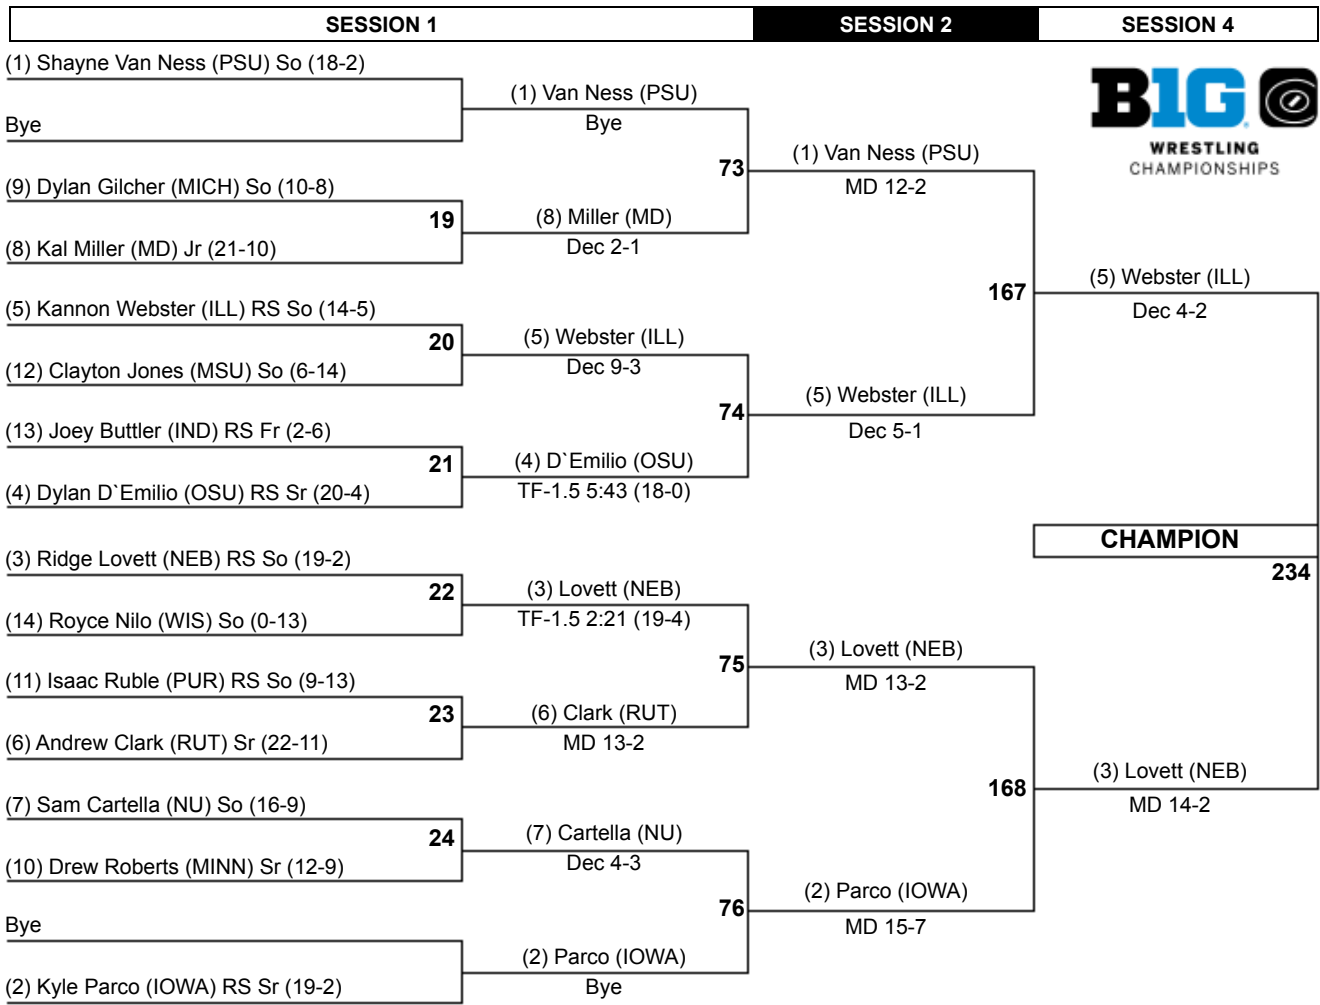 SESSION 1
SESSION 2
SESSION 4
(1) Shayne Van Ness (PSU) So (18-2)
Bye
(9) Dylan Gilcher (MICH) So (10-8)
19
(8) Kal Miller (MD) Jr (21-10)
(5) Kannon Webster (ILL) RS So (14-5)
20
(12) Clayton Jones (MSU) So (6-14)
(13) Joey Buttler (IND) RS Fr (2-6)
21
(4) Dylan D`Emilio (OSU) RS Sr (20-4)
(3) Ridge Lovett (NEB) RS So (19-2)
22
(14) Royce Nilo (WIS) So (0-13)
(11) Isaac Ruble (PUR) RS So (9-13)
23
(6) Andrew Clark (RUT) Sr (22-11)
(7) Sam Cartella (NU) So (16-9)
24
(10) Drew Roberts (MINN) Sr (12-9)
Bye
(2) Kyle Parco (IOWA) RS Sr (19-2)
(1) Van Ness (PSU)
Bye
73
(8) Miller (MD)
Dec 2-1
(5) Webster (ILL)
Dec 9-3
74
(4) D`Emilio (OSU)
TF-1.5 5:43 (18-0)
(3) Lovett (NEB)
TF-1.5 2:21 (19-4)
75
(6) Clark (RUT)
MD 13-2
(7) Cartella (NU)
Dec 4-3
76
(2) Parco (IOWA)
Bye
(1) Van Ness (PSU)
MD 12-2
167
(5) Webster (ILL)
Dec 5-1
(3) Lovett (NEB)
MD 13-2
168
(2) Parco (IOWA)
MD 15-7
B1G
WRESTLING
CHAMPIONSHIPS
(5) Webster (ILL)
Dec 4-2
CHAMPION
234
(3) Lovett (NEB)
MD 14-2